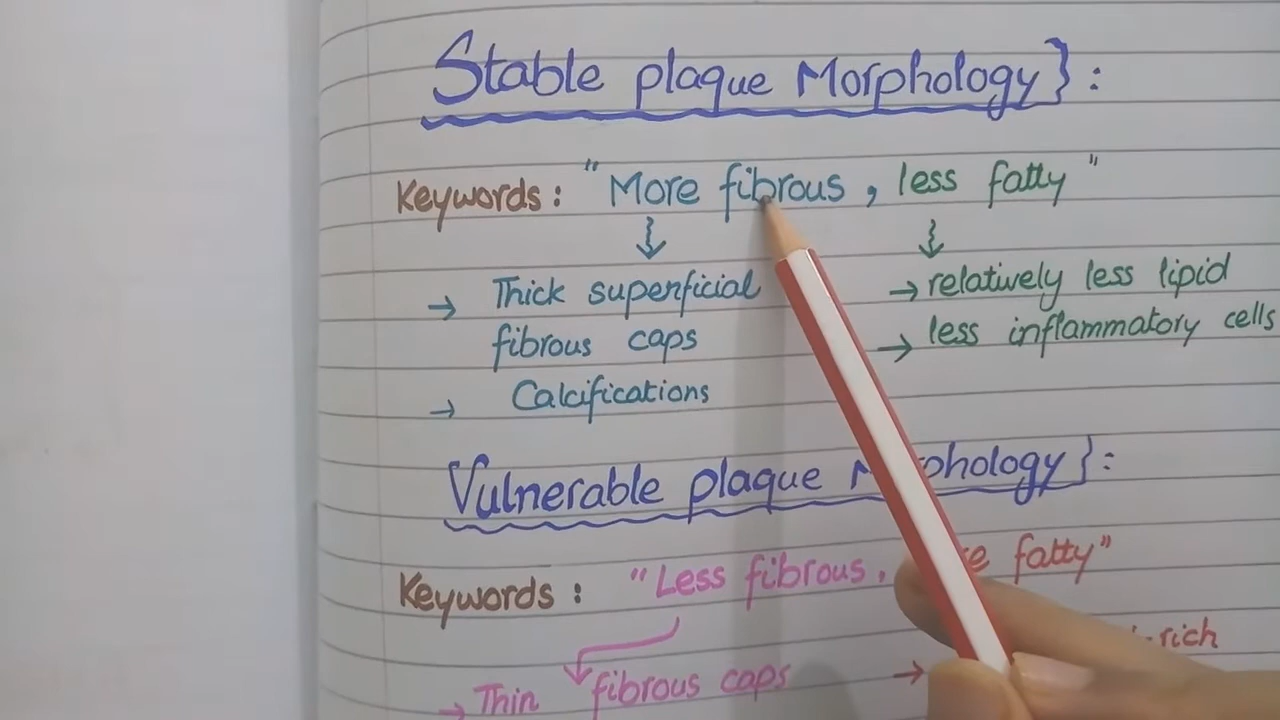 Stable plaque Morphology}:
Keywords: "More fibrous, less fatty"
→ Thick superficial → relatively less lipid
fibrous caps → less inflammatory cells
→ Calcifications
Vulnerable plaque phology}:
Keywords: "Less fibrous, fatty"
→ Thin fibrous caps → -rich